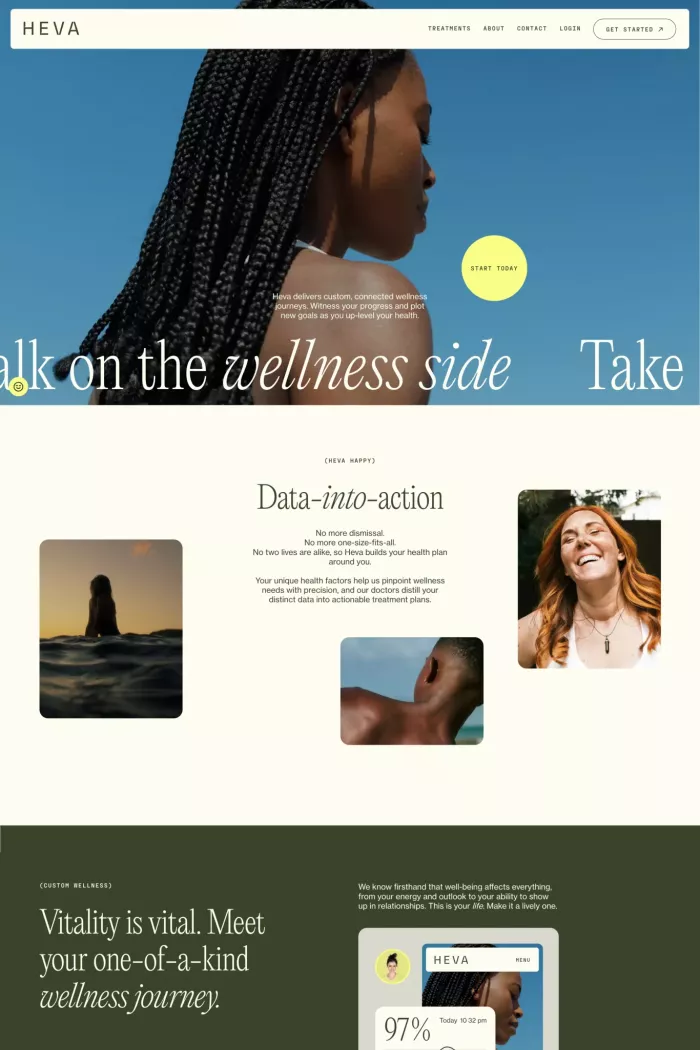 HEVA
TREATMENTS ABOUT CONTACT LOGIN GET STARTED ↗
START TODAY
Heva delivers custom, connected wellness
journeys. Witness your progress and plot
new goals as you up-level your health.
alk on the wellness side Take
(HEVA HAPPY)
Data-into-action
No more dismissal.
No more one-size-fits-all.
No two lives are alike, so Heva builds your health plan
around you.
Your unique health factors help us pinpoint wellness
needs with precision, and our doctors distill your
distinct data into actionable treatment plans.
(CUSTOM WELLNESS)
Vitality is vital. Meet
your one-of-a-kind
wellness journey.
We know firsthand that well-being affects everything,
from your energy and outlook to your ability to show
up in relationships. This is your life. Make it a lively one.
HEVA MENU
97% Today 10 32 pm